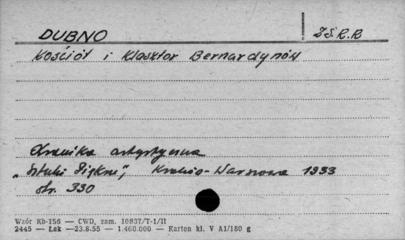 DUBNO
Z.S.R.R
Kościół i Klasztor Bernardynów
Kronika artystyczna
„Sztuki Piękne", Kraków-Warszawa 1933
str. 330
Wzór Kb-156 — CWD, zam. 10837/T-1/II
2445 — Łsk — 23.8.55 — 1.460.000 — Karton kl. V A1/180 g